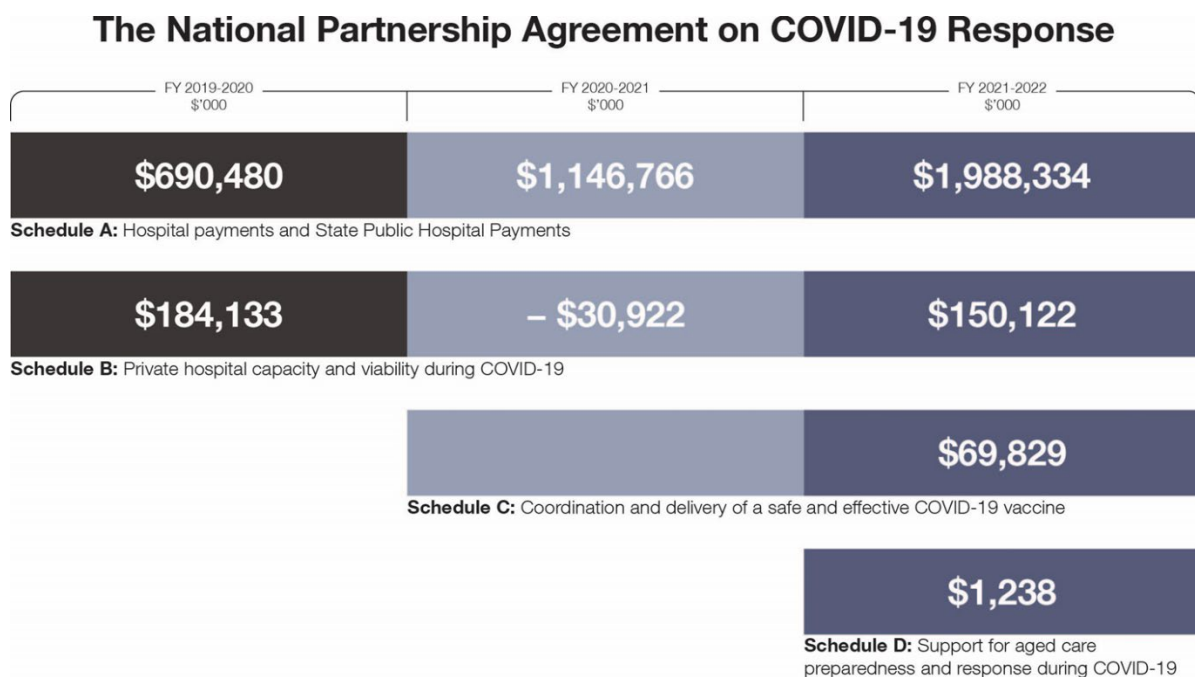 The National Partnership Agreement on COVID-19 Response
FY 2019-2020
$'000
FY 2020-2021
$'000
FY 2021-2022
$'000
$690,480
$1,146,766
$1,988,334
Schedule A: Hospital payments and State Public Hospital Payments
$184,133
– $30,922
$150,122
Schedule B: Private hospital capacity and viability during COVID-19
$69,829
Schedule C: Coordination and delivery of a safe and effective COVID-19 vaccine
$1,238
Schedule D: Support for aged care
preparedness and response during COVID-19